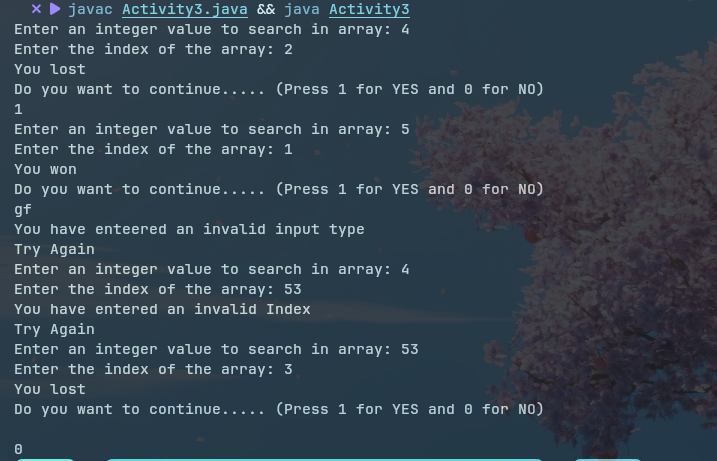 × ▶ javac Activity3.java && java Activity3
Enter an integer value to search in array: 4
Enter the index of the array: 2
You lost
Do you want to continue..... (Press 1 for YES and 0 for NO)
1
Enter an integer value to search in array: 5
Enter the index of the array: 1
You won
Do you want to continue..... (Press 1 for YES and 0 for NO)
gf
You have enteered an invalid input type
Try Again
Enter an integer value to search in array: 4
Enter the index of the array: 53
You have entered an invalid Index
Try Again
Enter an integer value to search in array: 53
Enter the index of the array: 3
You lost
Do you want to continue..... (Press 1 for YES and 0 for NO)
0